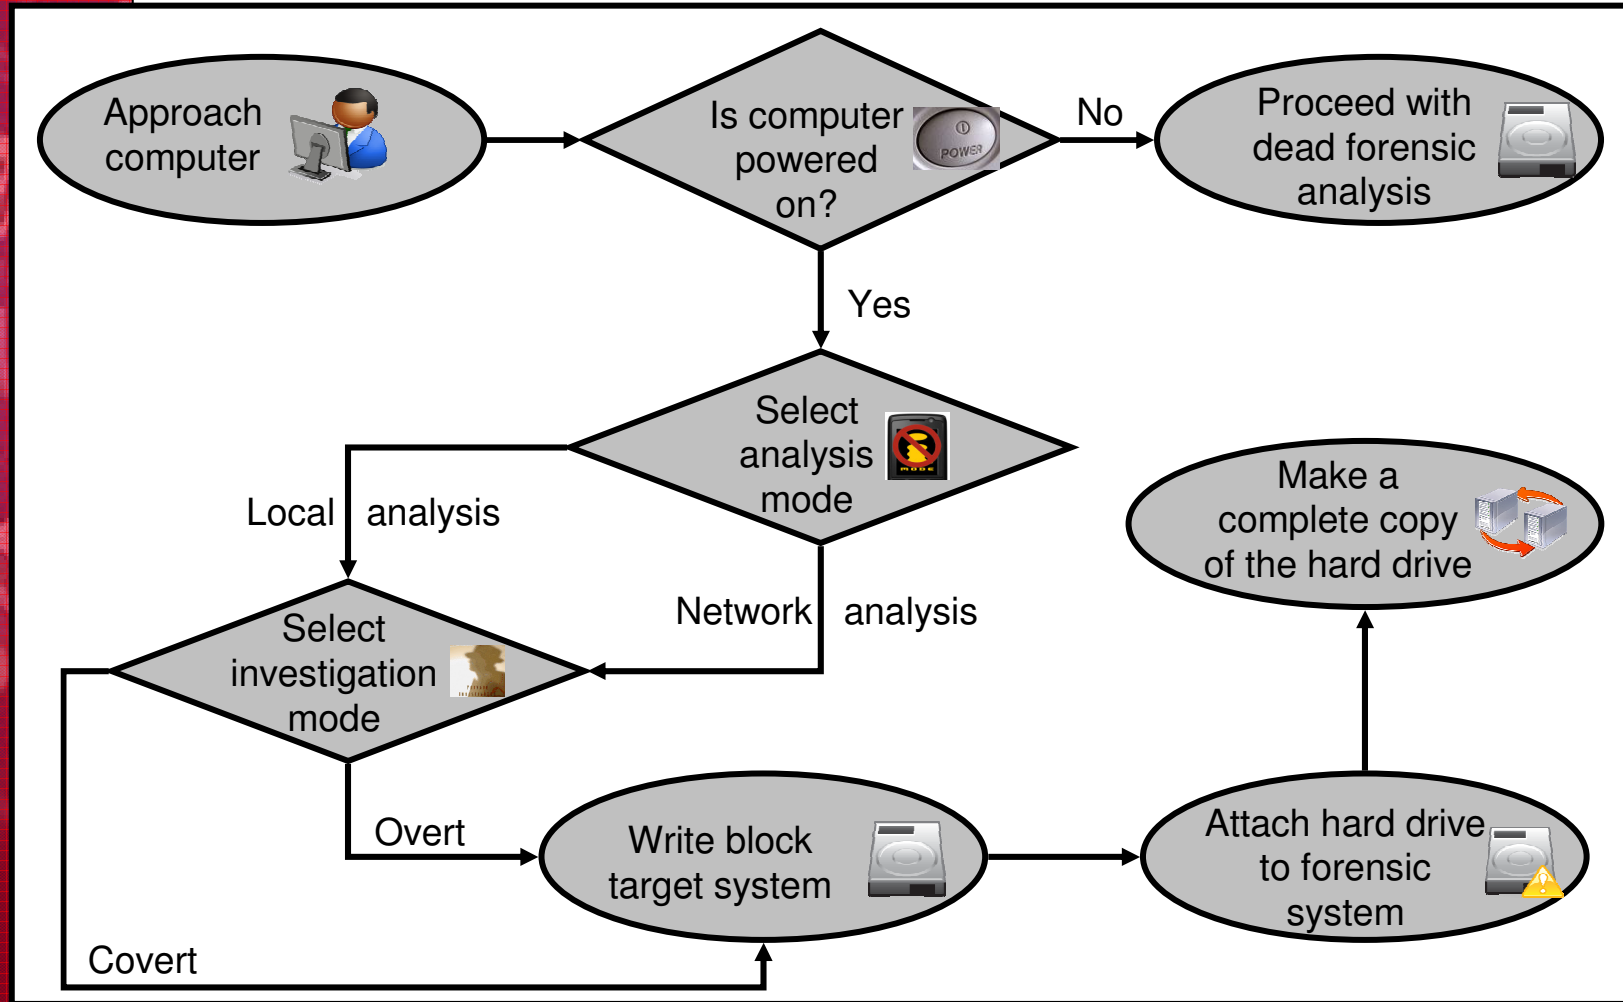 Approach
computer
Is computer
powered
on?
POWER
No
Proceed with
dead forensic
analysis
Yes
Select
analysis
mode
MODE
Local analysis
Network analysis
Select
investigation
mode
Overt
Covert
Write block
target system
Attach hard drive
to forensic
system
Make a
complete copy
of the hard drive